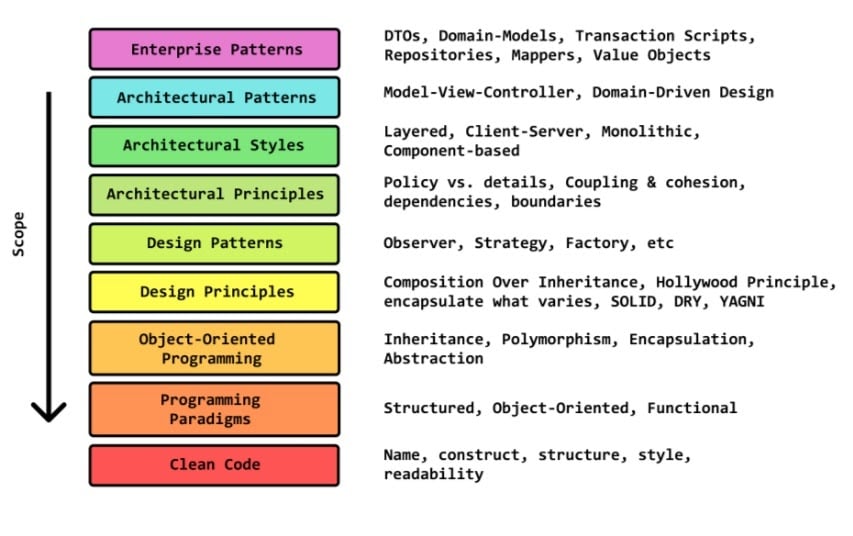 Enterprise Patterns
DTOs, Domain-Models, Transaction Scripts,
Repositories, Mappers, Value Objects
Architectural Patterns
Model-View-Controller, Domain-Driven Design
Architectural Styles
Layered, Client-Server, Monolithic,
Component-based
Architectural Principles
Policy vs. details, Coupling & cohesion,
dependencies, boundaries
Scope
Design Patterns
Observer, Strategy, Factory, etc
Design Principles
Composition Over Inheritance, Hollywood Principle,
encapsulate what varies, SOLID, DRY, YAGNI
Object-Oriented
Programming
Inheritance, Polymorphism, Encapsulation,
Abstraction
Programming
Paradigms
Structured, Object-Oriented, Functional
Clean Code
Name, construct, structure, style,
readability